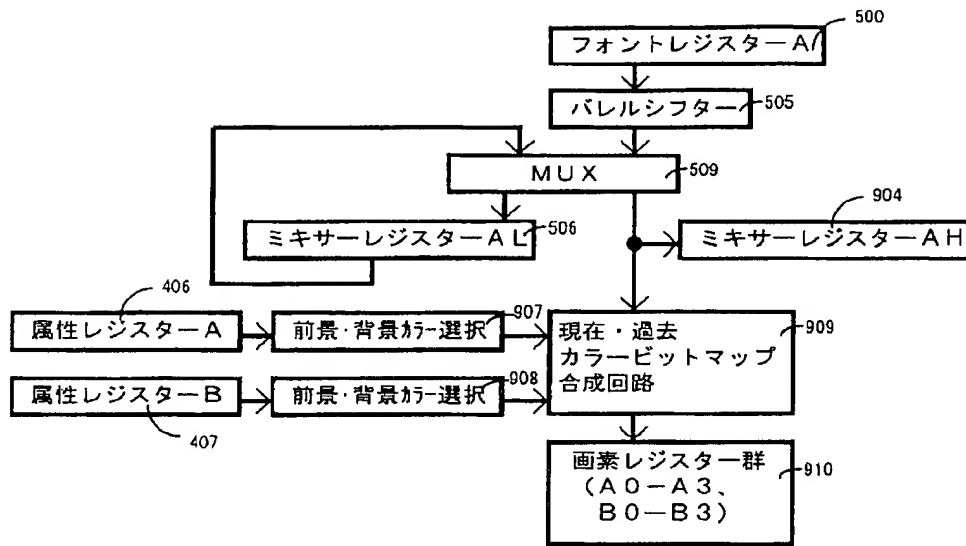 500
フォントレジスターA
バレルシフター
505
MUX
509
ミキサーレジスターAL
506
904
ミキサーレジスターAH
406
属性レジスターA
前景・背景カラー選択
907
現在・過去
カラービットマップ
合成回路
909
属性レジスターB
前景・背景カラー選択
908
407
画素レジスター群
(A0-A3、
B0-B3)
910